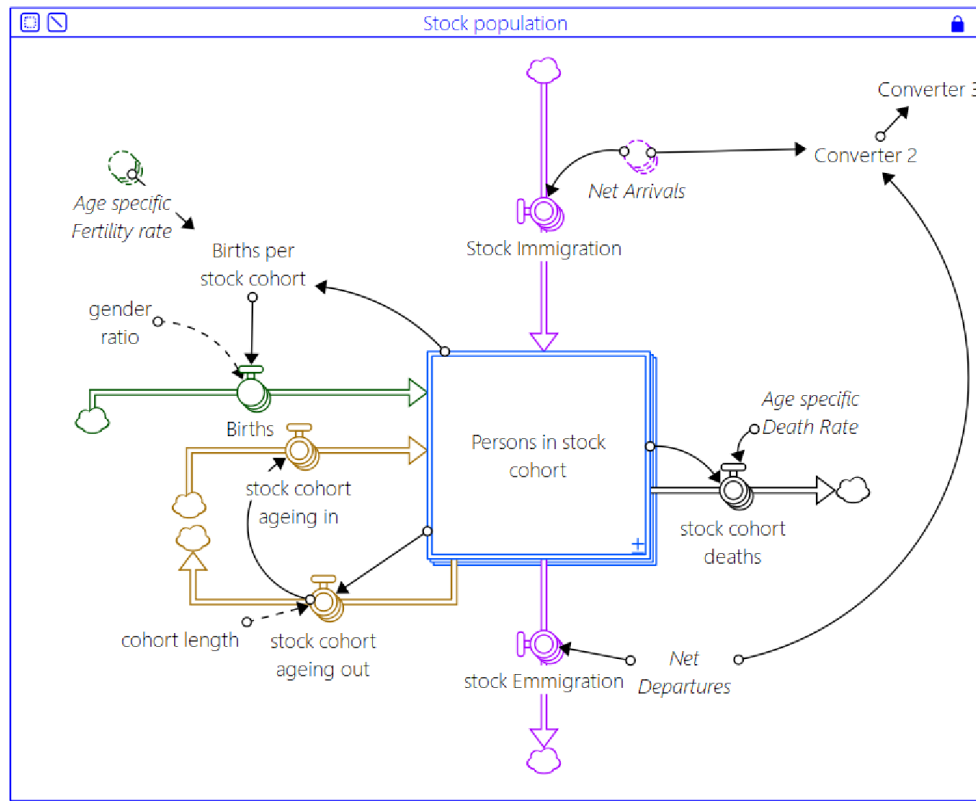 Stock population
Converter 3
Converter 2
Net Arrivals
Age specific
Fertility rate
Stock Immigration
Births per
stock cohort
gender
ratio
Age specific
Death Rate
Births
Persons in stock
cohort
stock cohort
ageing in
stock cohort
deaths
cohort length
stock cohort
ageing out
stock Emmigration
Net
Departures